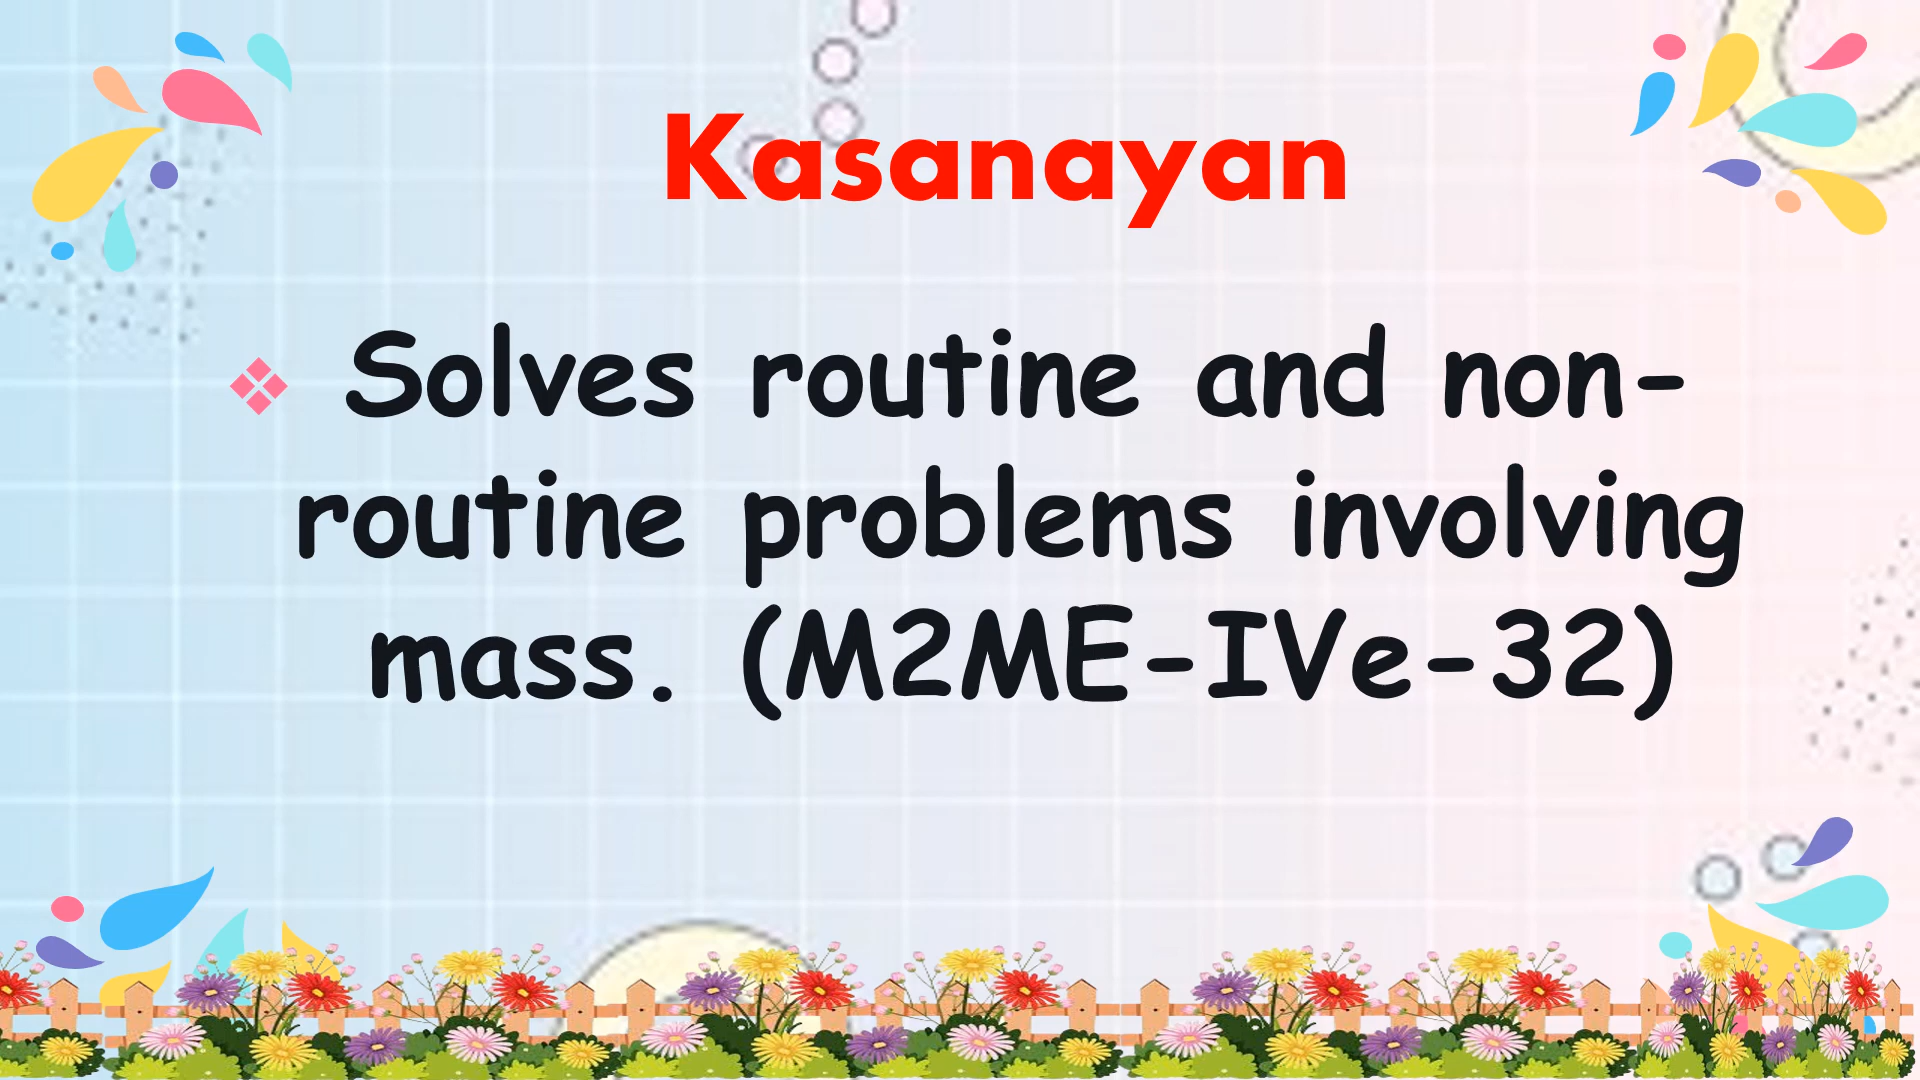 Kasanayan
❖ Solves routine and non-
routine problems involving
mass. (M2ME-IVe-32)